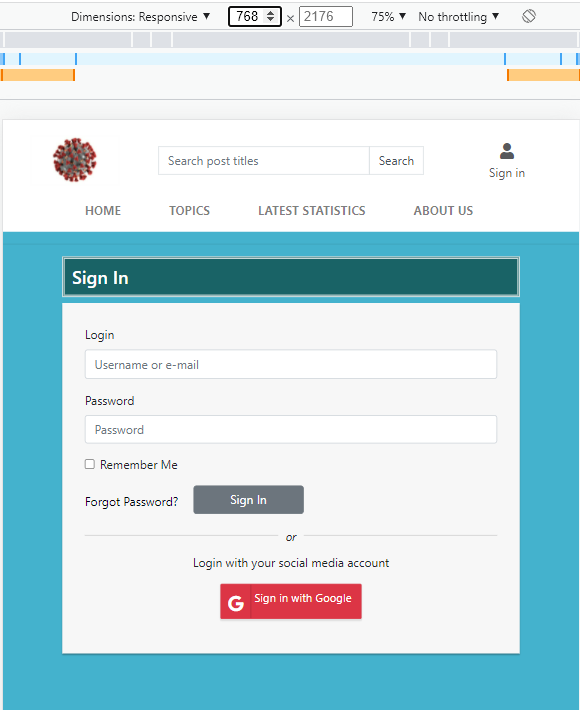 Dimensions: Responsive ▼ 768 × 2176 75% ▼ No throttling ▼
Search post titles Search
Sign in
HOME TOPICS LATEST STATISTICS ABOUT US
Sign In
Login
Username or e-mail
Password
Password
Remember Me
Forgot Password? Sign In
or
Login with your social media account
G Sign in with Google